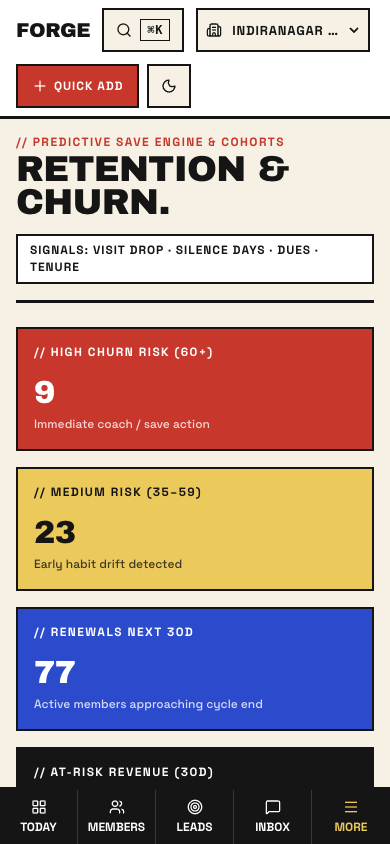 FORGE
⌘K
INDIRANAGAR ...
QUICK ADD
// PREDICTIVE SAVE ENGINE & COHORTS
RETENTION &
CHURN.
SIGNALS: VISIT DROP · SILENCE DAYS · DUES ·
TENURE
// HIGH CHURN RISK (60+)
9
Immediate coach / save action
// MEDIUM RISK (35–59)
23
Early habit drift detected
// RENEWALS NEXT 30D
77
Active members approaching cycle end
// AT-RISK REVENUE (30D)
TODAY
MEMBERS
LEADS
INBOX
MORE